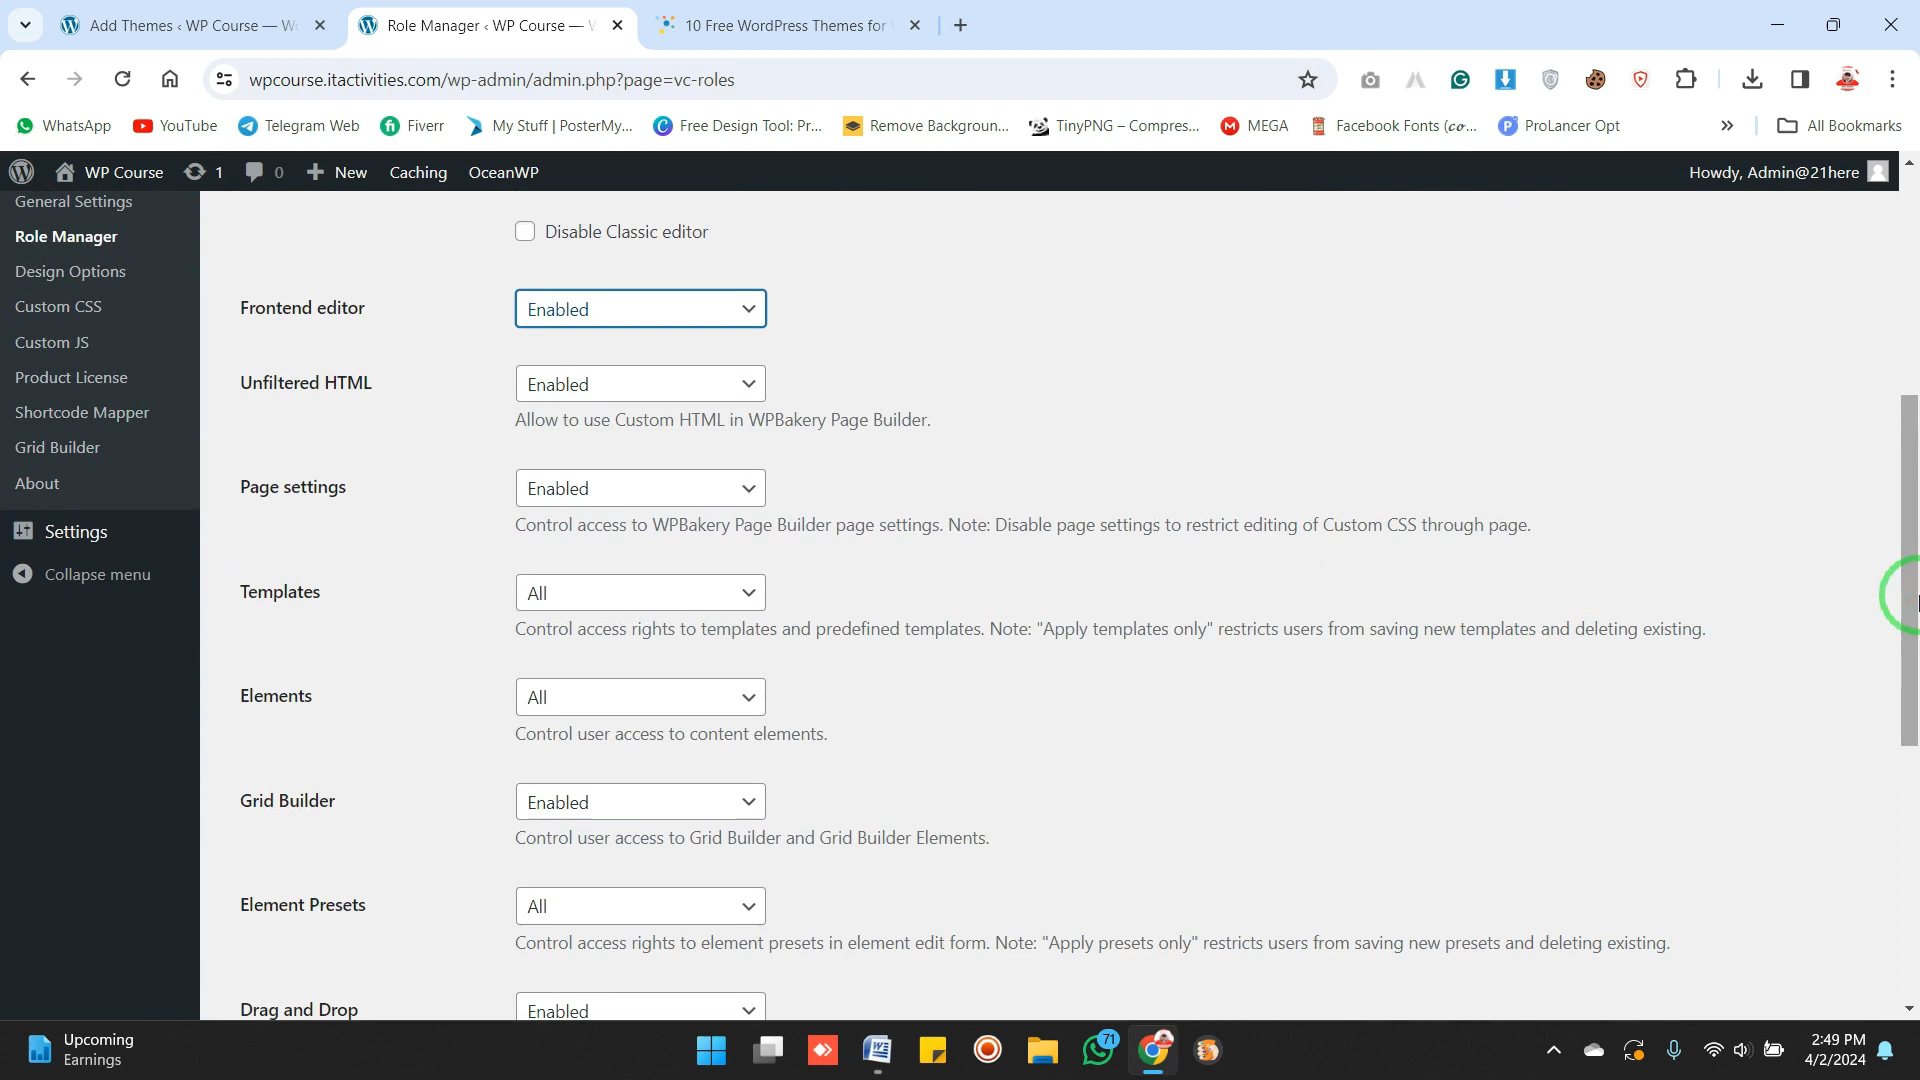 Add Themes ‹ WP Course — W
Role Manager ‹ WP Course — W
10 Free WordPress Themes for
wpcourse.itactivities.com/wp-admin/admin.php?page=vc-roles
WhatsApp
YouTube
Telegram Web
Fiverr
My Stuff | PosterMy...
Free Design Tool: Pr...
Remove Backgroun...
TinyPNG – Compres...
MEGA
Facebook Fonts (𝒸ℴ...
ProLancer Opt
All Bookmarks
WP Course
1
0
New
Caching
OceanWP
Howdy, Admin@21here
General Settings
Role Manager
Design Options
Custom CSS
Custom JS
Product License
Shortcode Mapper
Grid Builder
About
Settings
Collapse menu
Disable Classic editor
Frontend editor
Enabled
Unfiltered HTML
Enabled
Allow to use Custom HTML in WPBakery Page Builder.
Page settings
Enabled
Control access to WPBakery Page Builder page settings. Note: Disable page settings to restrict editing of Custom CSS through page.
Templates
All
Control access rights to templates and predefined templates. Note: "Apply templates only" restricts users from saving new templates and deleting existing.
Elements
All
Control user access to content elements.
Grid Builder
Enabled
Control user access to Grid Builder and Grid Builder Elements.
Element Presets
All
Control access rights to element presets in element edit form. Note: "Apply presets only" restricts users from saving new presets and deleting existing.
Drag and Drop
Enabled
Upcoming
Earnings
71
2:49 PM
4/2/2024